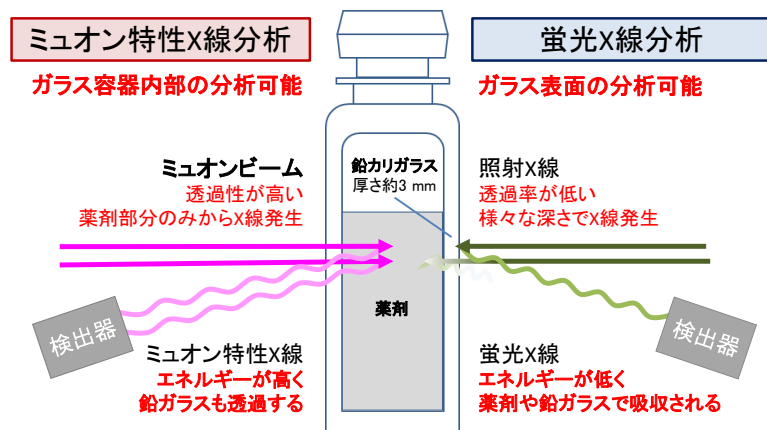 ミュオン特性X線分析
ガラス容器内部の分析可能
蛍光X線分析
ガラス表面の分析可能
ミュオンビーム
透過性が高い
薬剤部分のみからX線発生
鉛カリガラス
厚さ約3 mm
照射X線
透過率が低い
様々な深さでX線発生
薬剤
検出器
ミュオン特性X線
エネルギーが高く
鉛ガラスも透過する
検出器
蛍光X線
エネルギーが低く
薬剤や鉛ガラスで吸収される